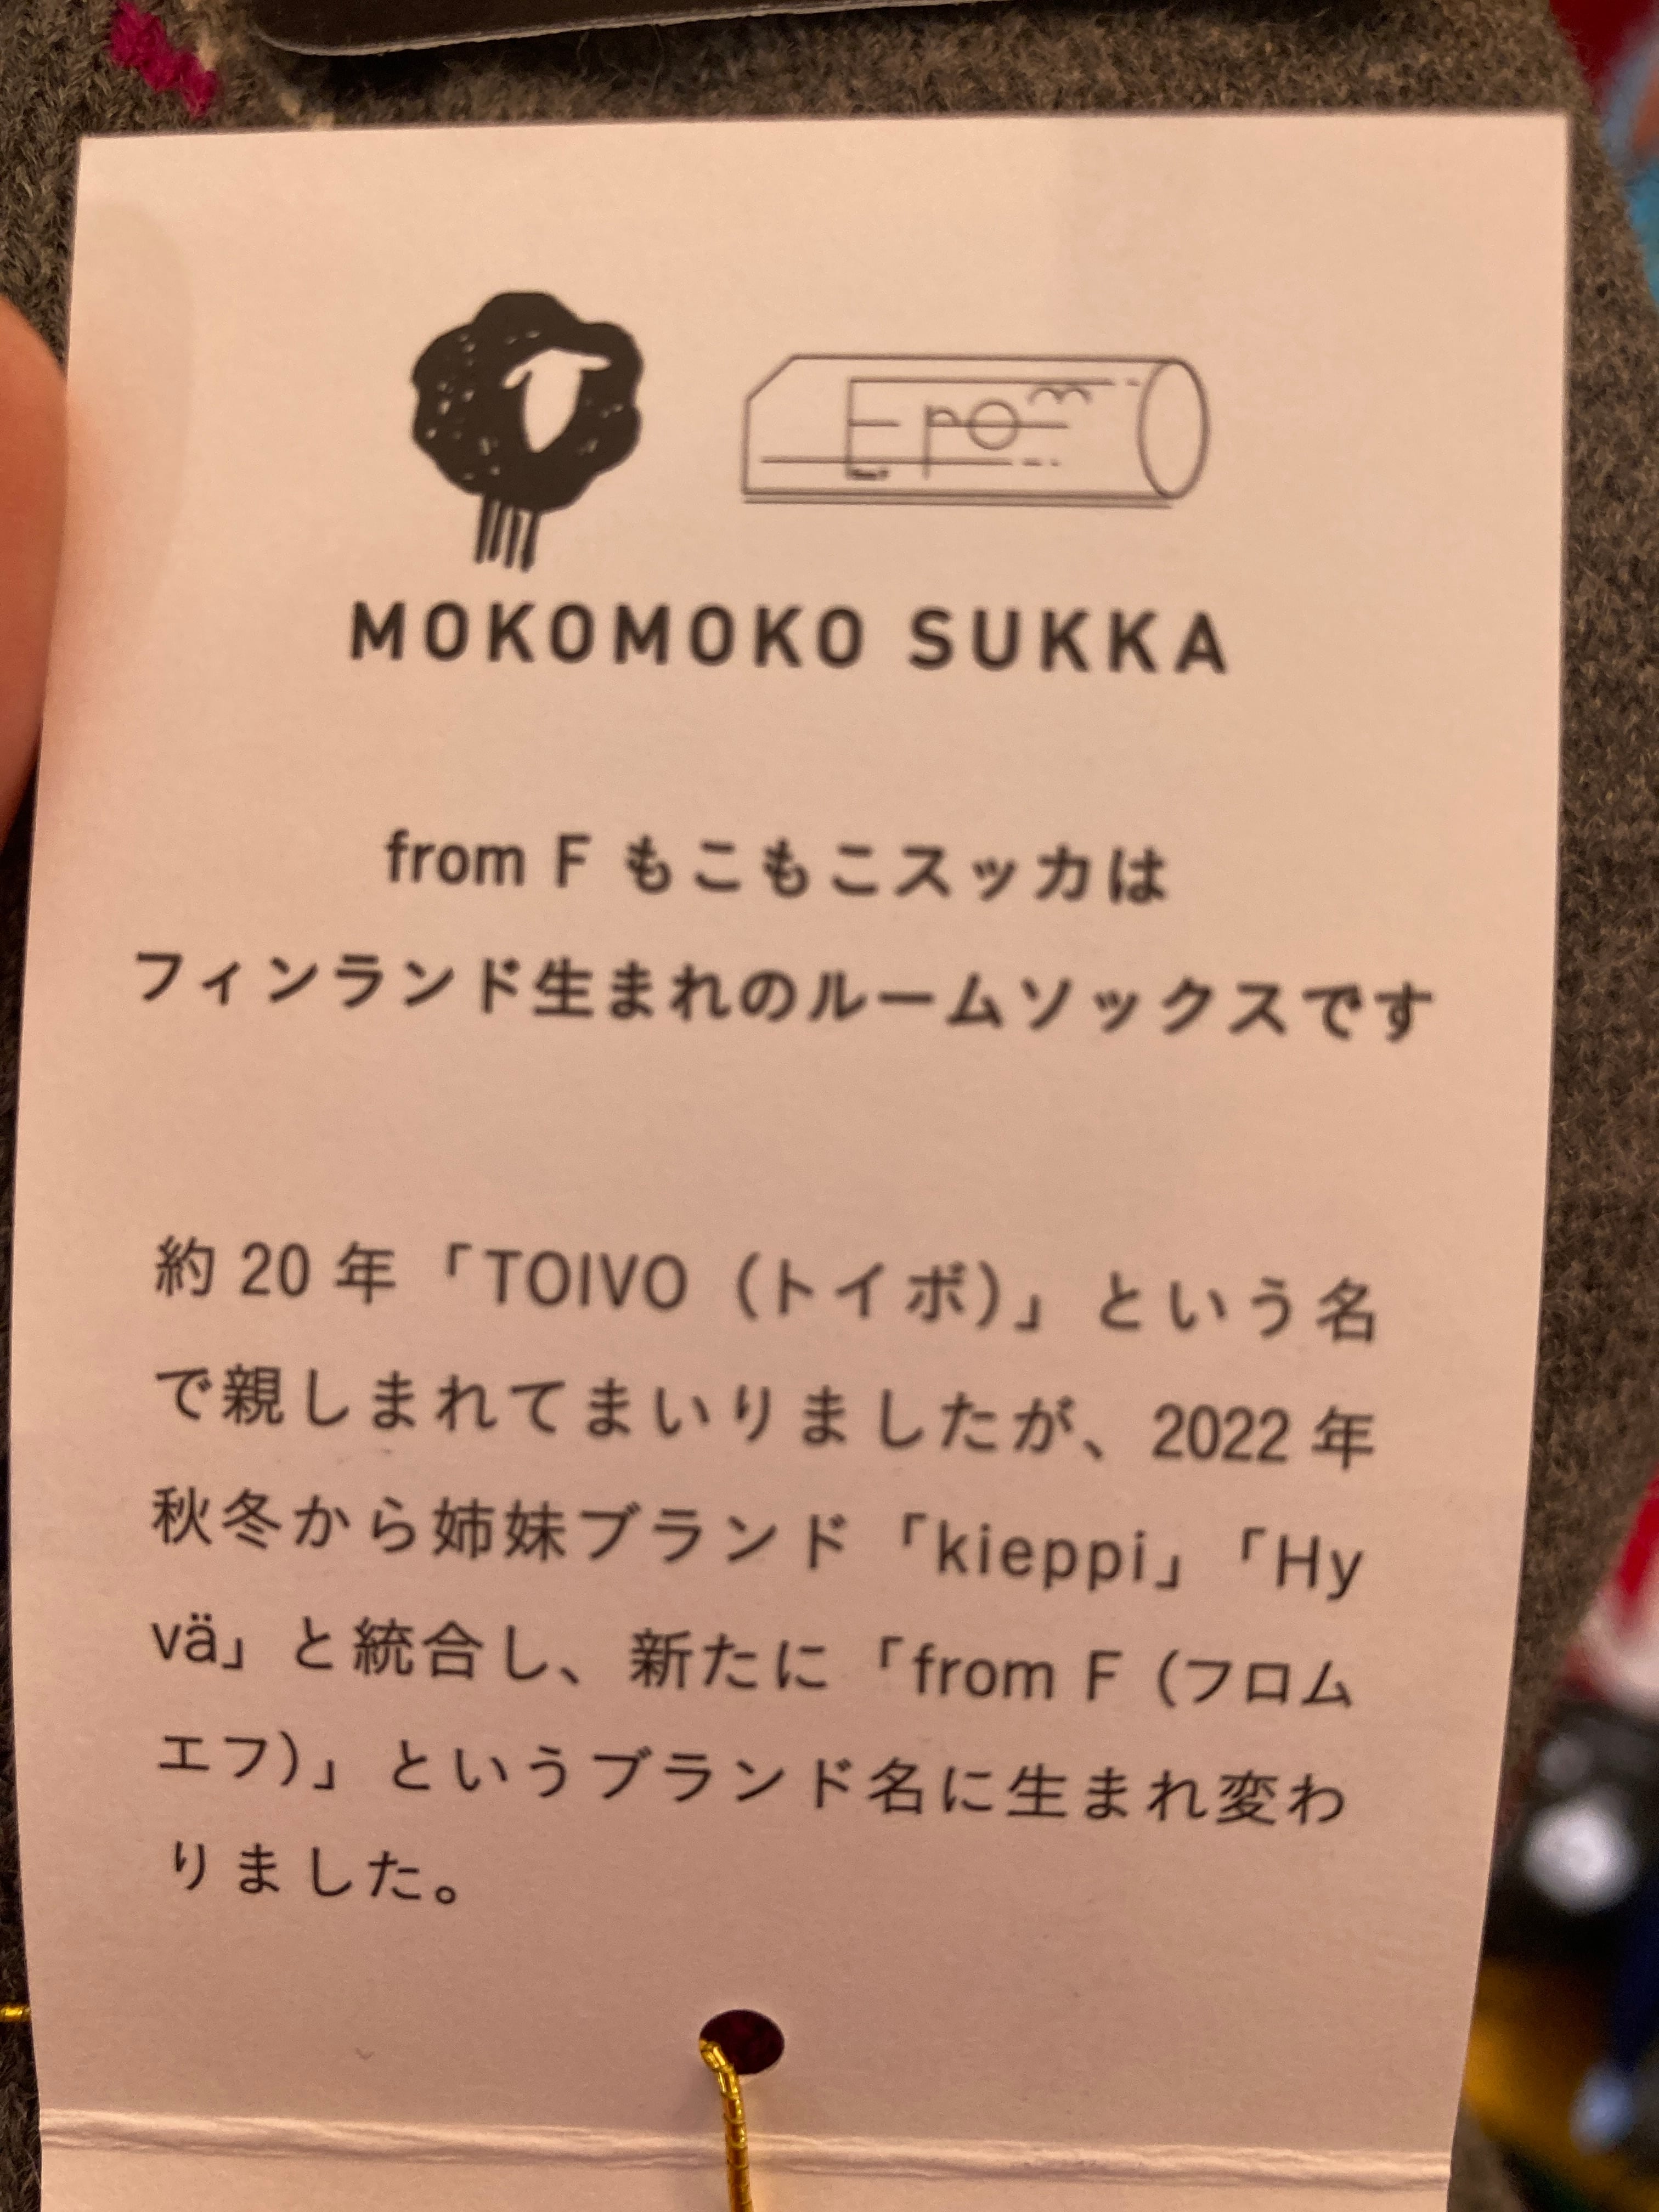 from
MOKOMOKO SUKKA
from F もこもこスッカは
フィンランド生まれのルームソックスです
約 20 年「TOIVO（トイボ）」という名
で親しまれてまいりましたが、2022 年
秋冬から姉妹ブランド「kieppi」「Hy
vä」と統合し、新たに「from F（フロム
エフ）」というブランド名に生まれ変わ
りました。